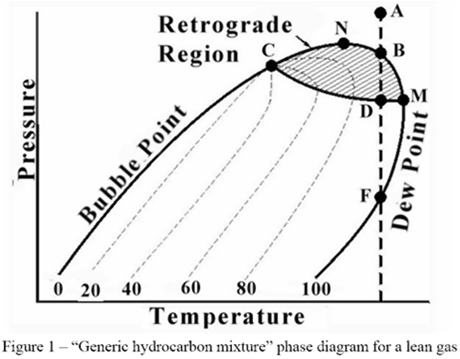 A
Retrograde
Region
N
B
C
D
M
F
Pressure
Bubble Point
Dew Point
0 20 40 60 80 100
Temperature
Figure 1 – “Generic hydrocarbon mixture” phase diagram for a lean gas